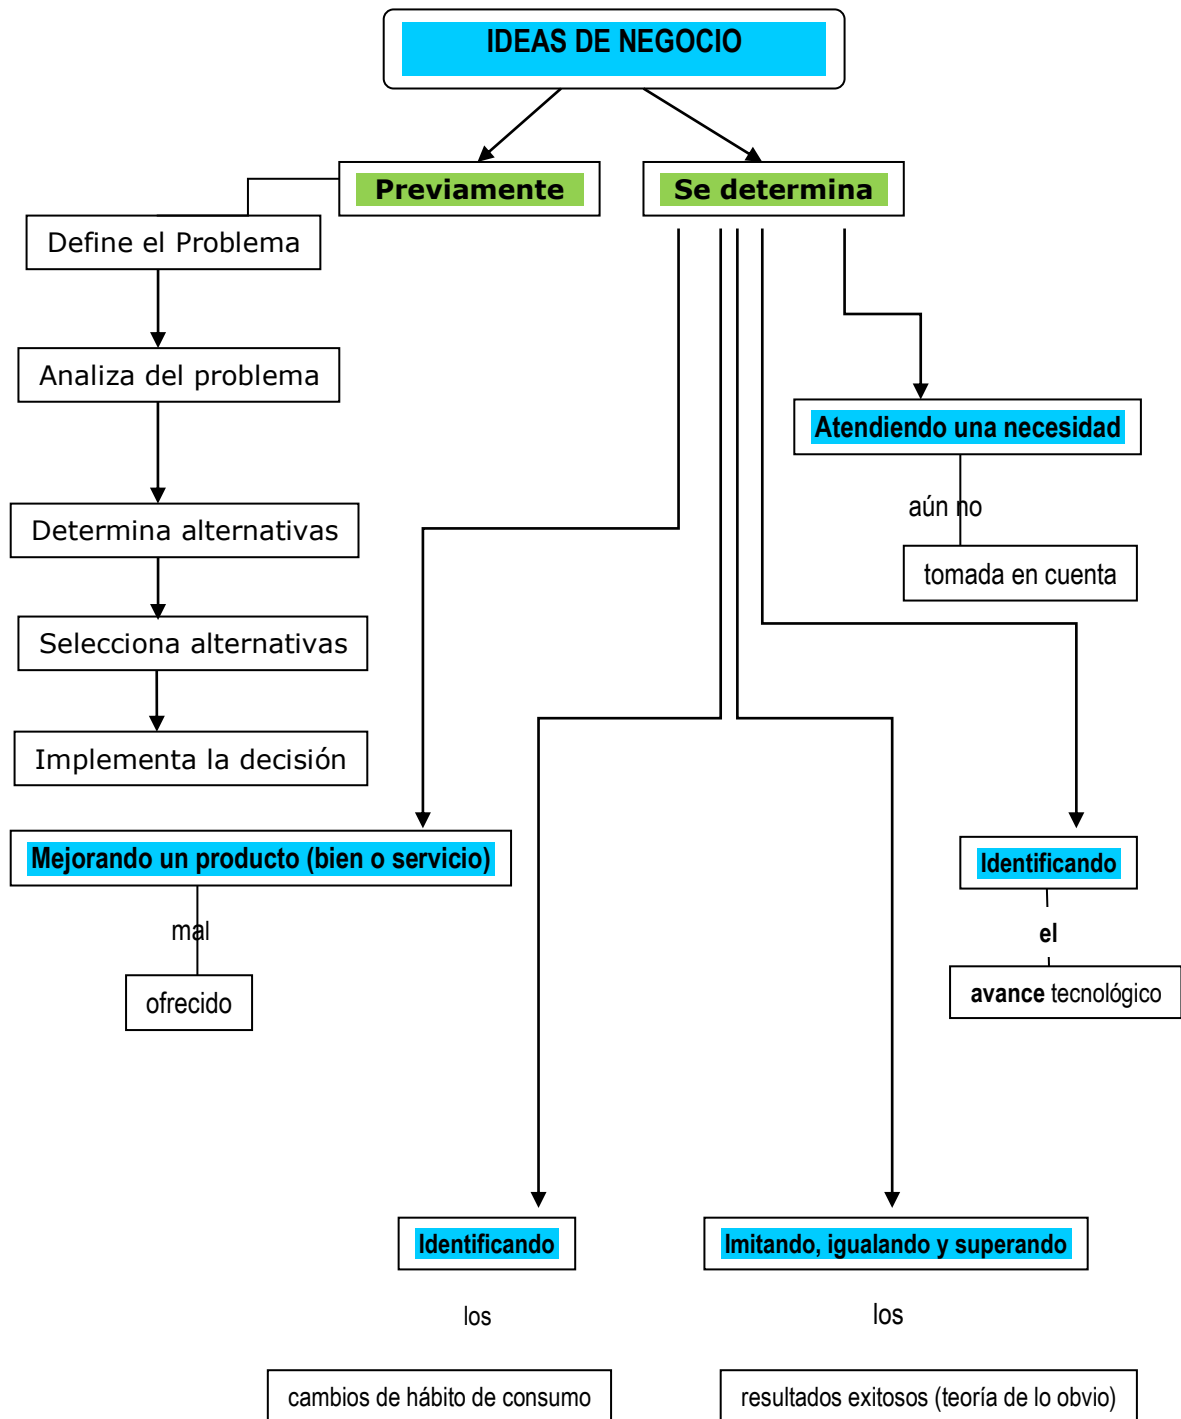 IDEAS DE NEGOCIO
Previamente
Se determina
Define el Problema
Analiza del problema
Determina alternativas
Selecciona alternativas
Implementa la decisión
Atendiendo una necesidad
aún no
tomada en cuenta
Mejorando un producto (bien o servicio)
mal
ofrecido
Identificando
el
avance tecnológico
Identificando
los
cambios de hábito de consumo
Imitando, igualando y superando
los
resultados exitosos (teoría de lo obvio)